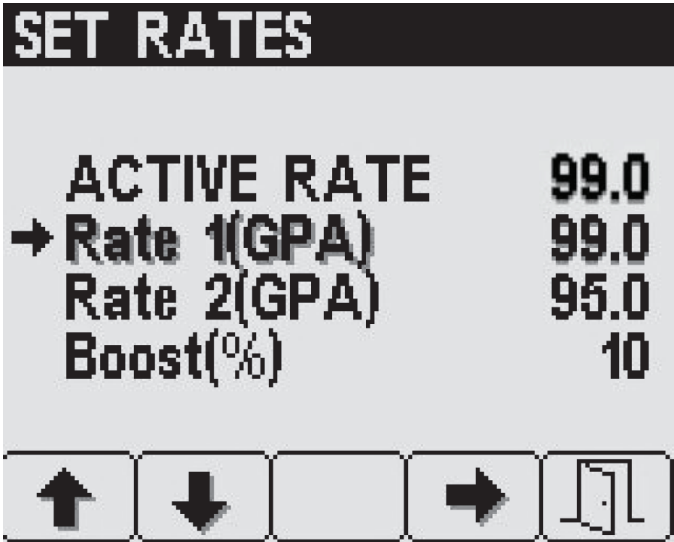 SET RATES
ACTIVE RATE 99.0
Rate 1(GPA) 99.0
Rate 2(GPA) 95.0
Boost(%) 10